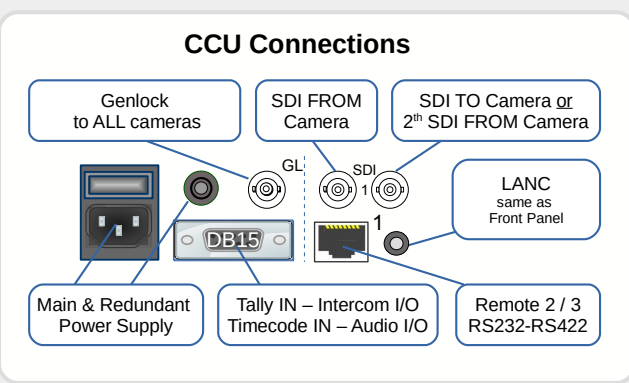 CCU Connections
Genlock
to ALL cameras
SDI FROM
Camera
SDI TO Camera or
2th SDI FROM Camera
GL
SDI
1
LANC
same as
Front Panel
1
DB15
Main & Redundant
Power Supply
Tally IN – Intercom I/O
Timecode IN – Audio I/O
Remote 2 / 3
RS232-RS422